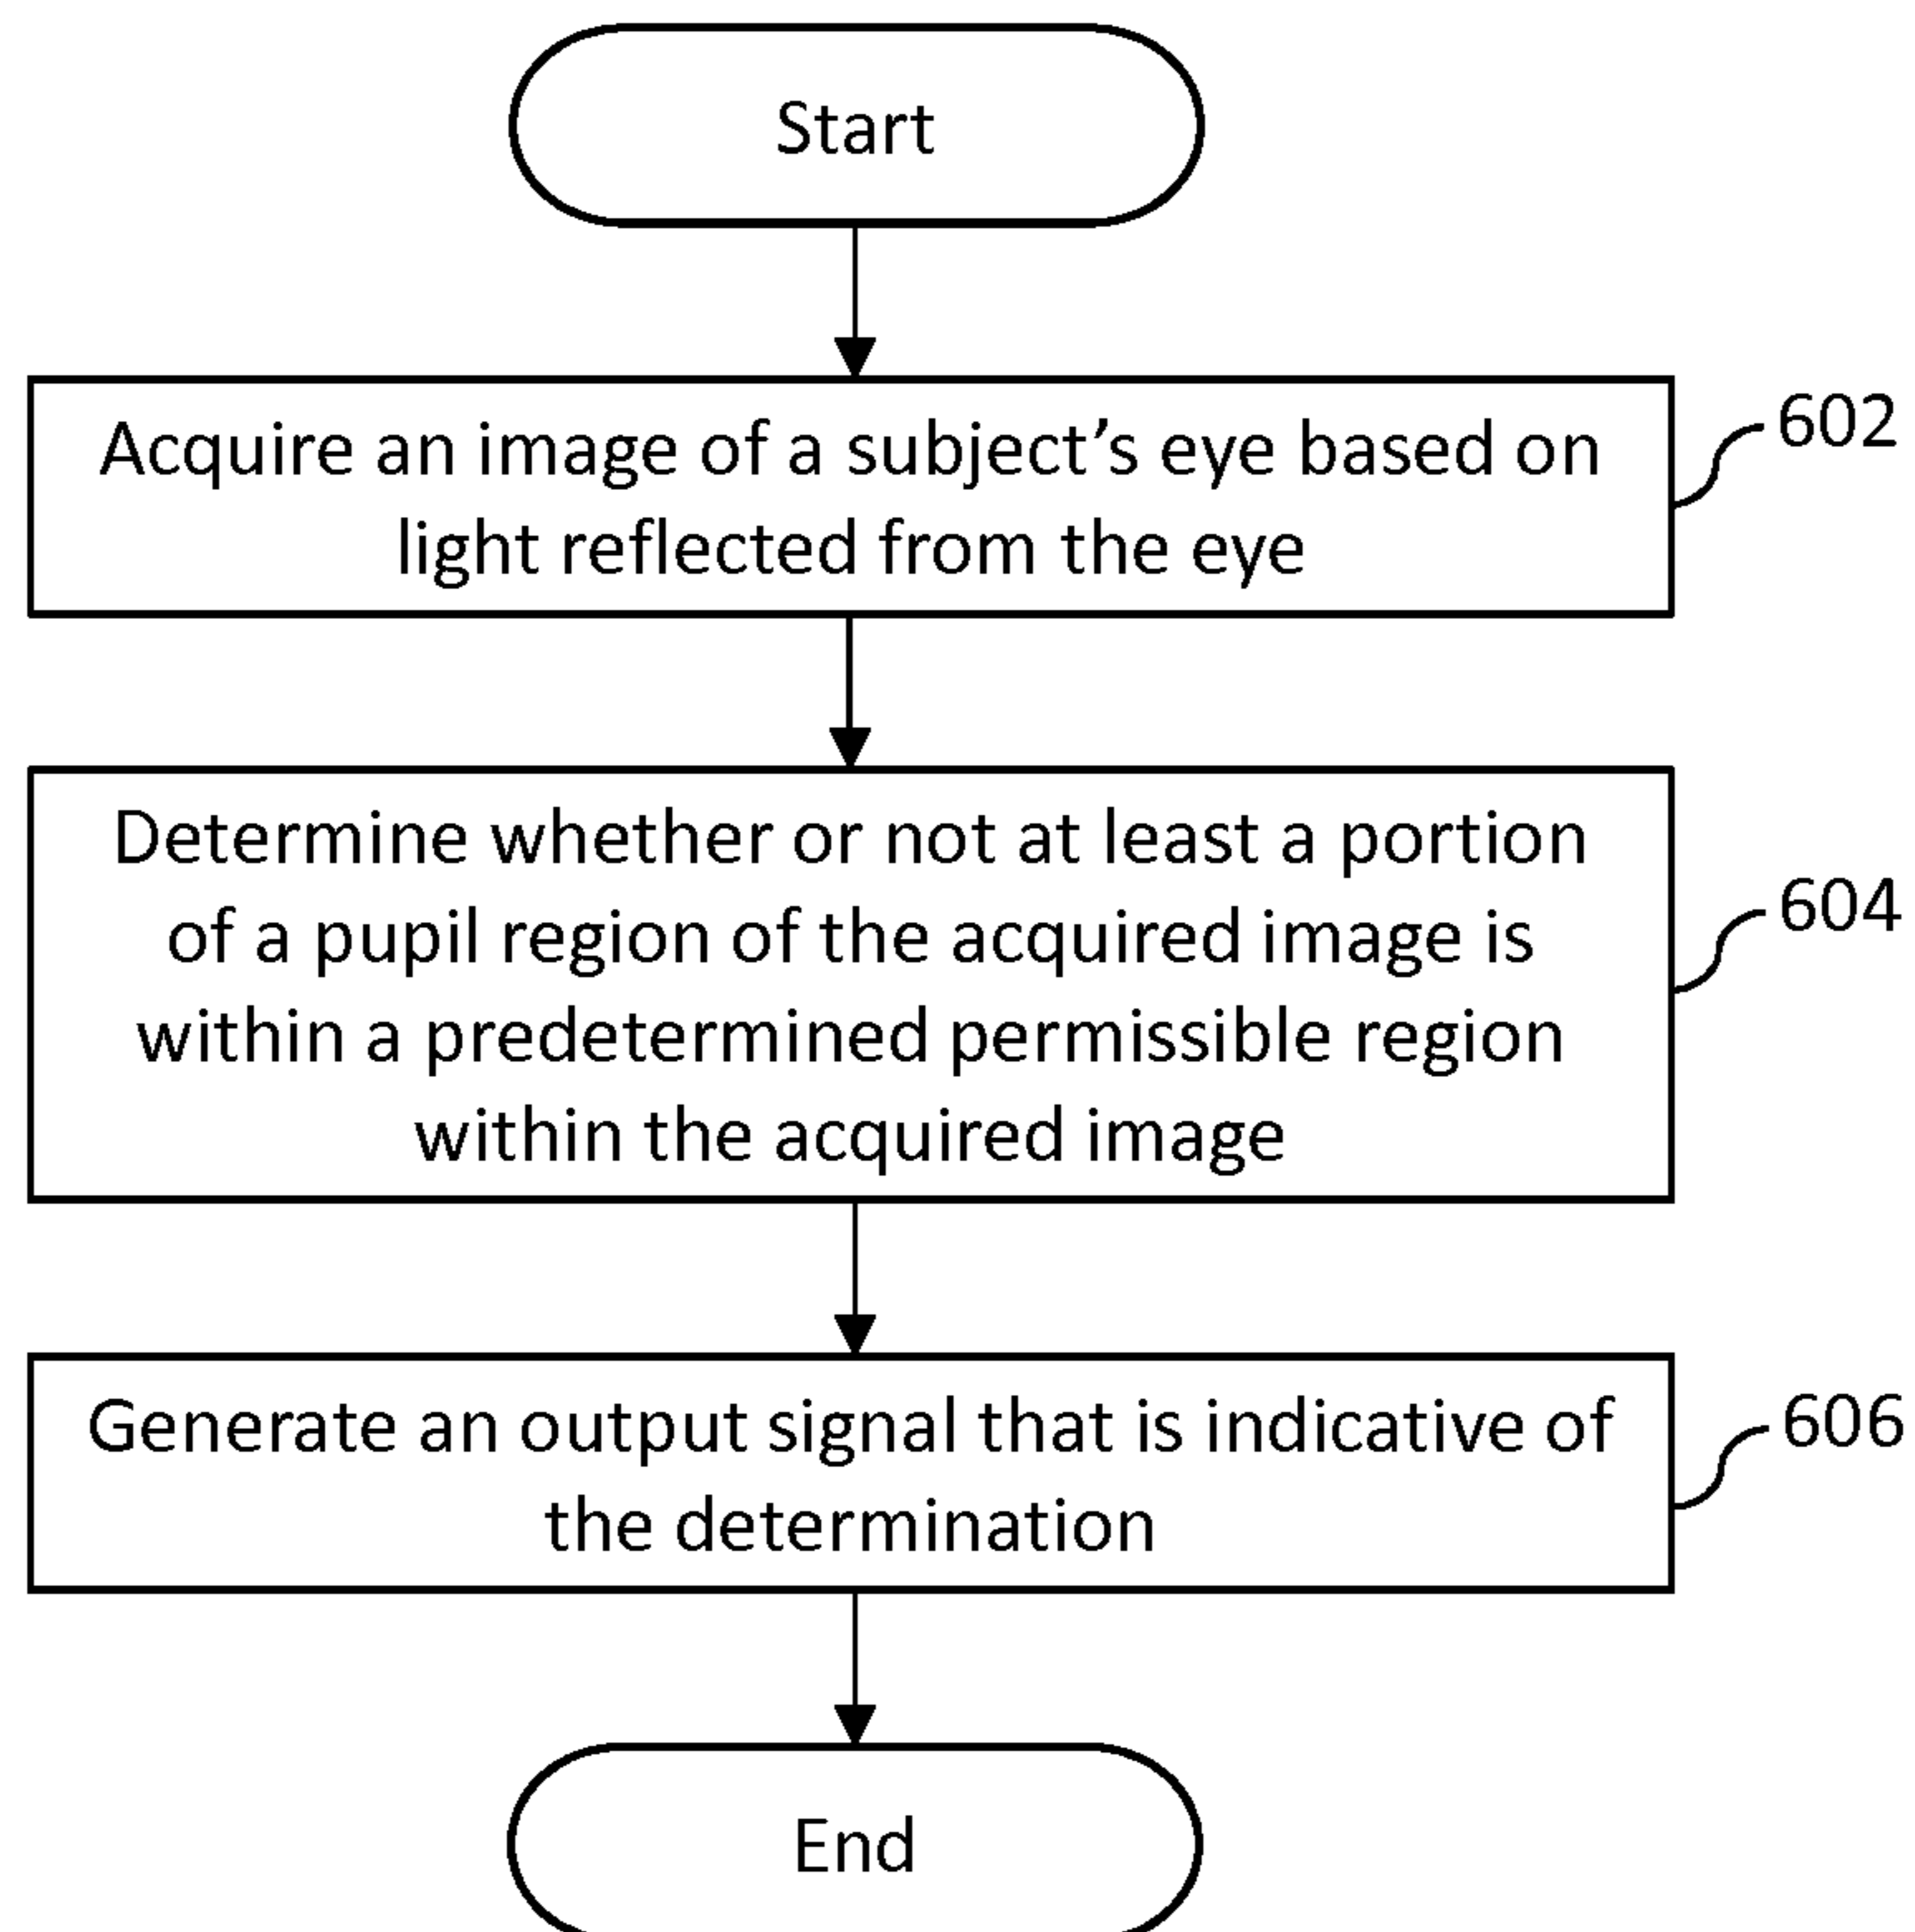 Start
Acquire an image of a subject’s eye based on
light reflected from the eye
602
Determine whether or not at least a portion
of a pupil region of the acquired image is
within a predetermined permissible region
within the acquired image
604
Generate an output signal that is indicative of
the determination
606
End